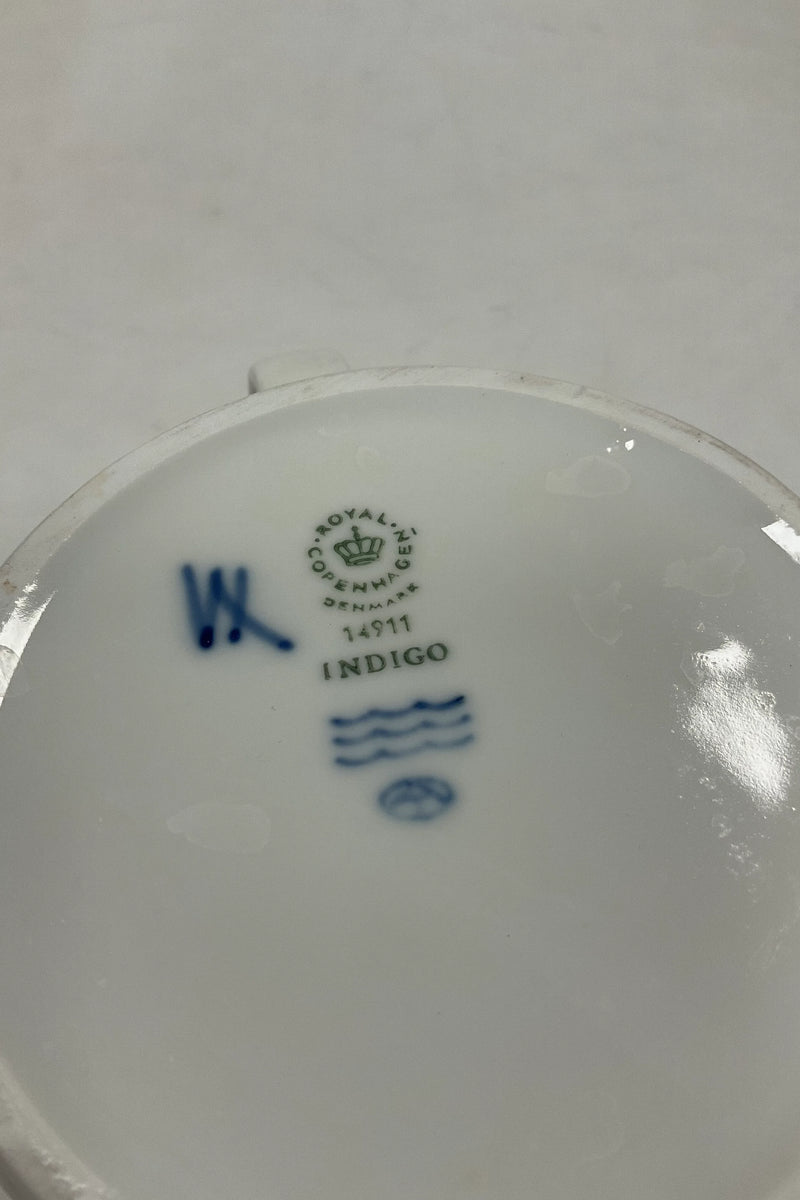 ROYAL · COPENHAGEN
DENMARK
14911
INDIGO